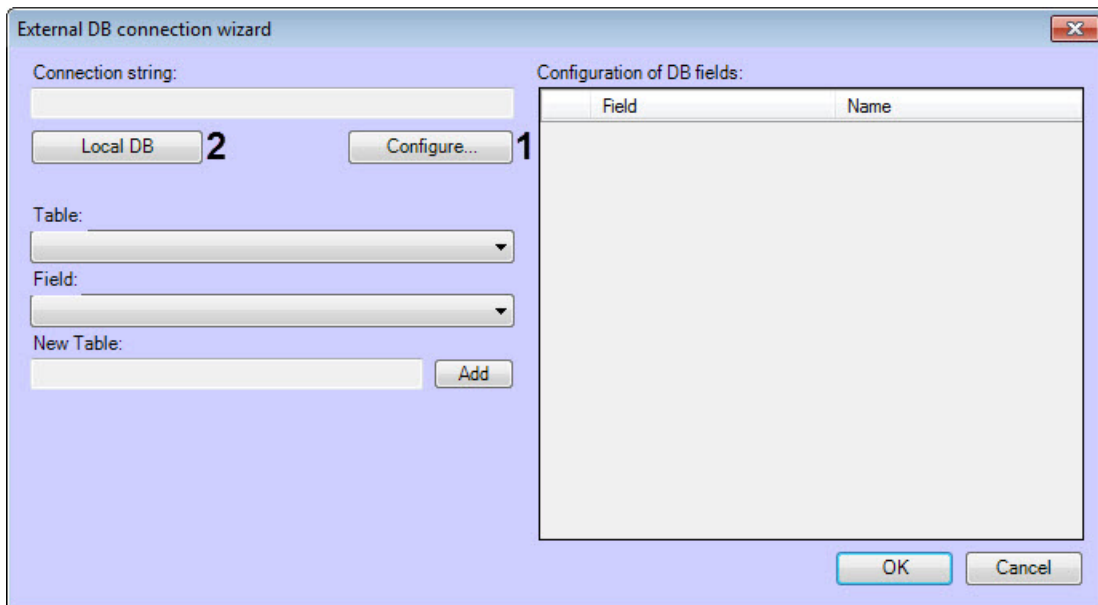 External DB connection wizard
Connection string:
Configuration of DB fields:
Field Name
Local DB 2 Configure... 1
Table:
Field:
New Table:
Add
OK Cancel